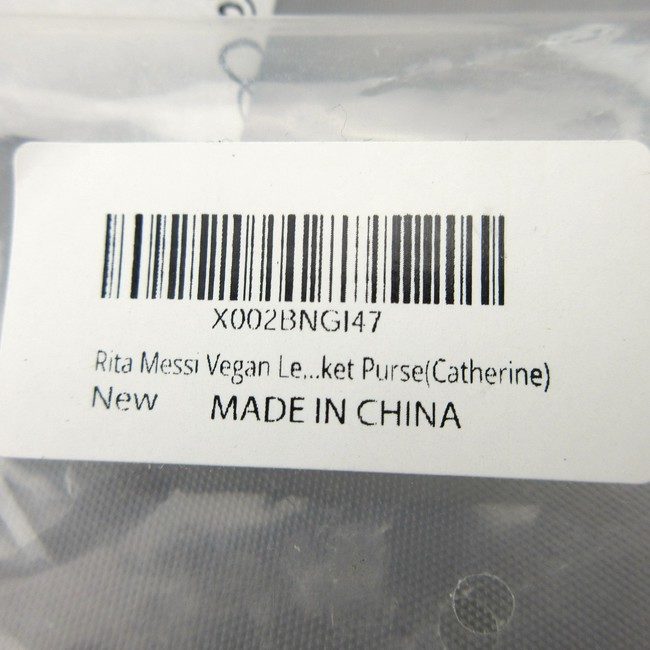 X002BNGI47
Rita Messi Vegan Le...ket Purse(Catherine)
New MADE IN CHINA